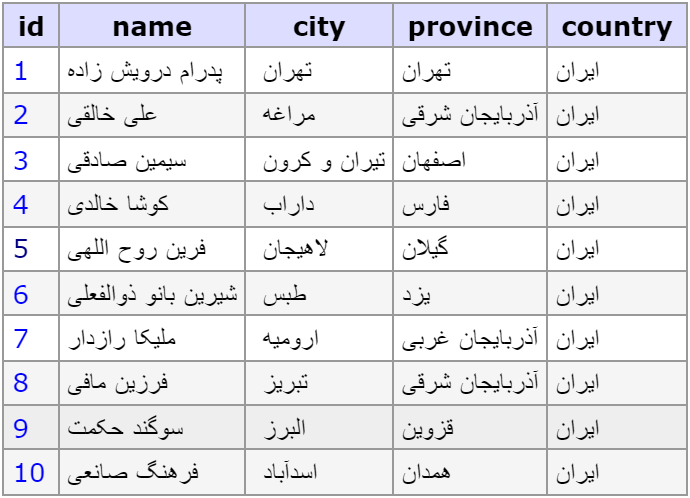 id name city province country
1 پدرام درویش زاده تهران تهران ایران
2 علی خالقی مراغه آذربایجان شرقی ایران
3 سیمین صادقی تیران و کرون اصفهان ایران
4 کوشا خالدی داراب فارس ایران
5 فرین روح اللهی لاهیجان گیلان ایران
6 شیرین بانو ذوالفعلی طبس یزد ایران
7 ملیکا رازدار ارومیه آذربایجان غربی ایران
8 فرزین مافی تبریز آذربایجان شرقی ایران
9 سوگند حکمت البرز قزوین ایران
10 فرهنگ صانعی اسدآباد همدان ایران